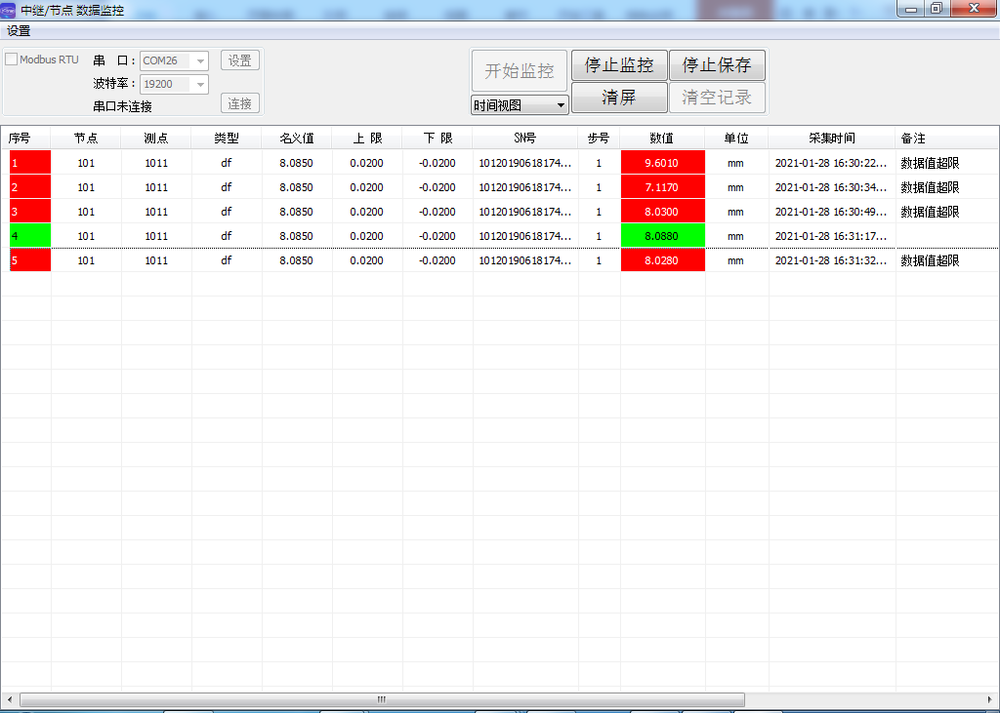 中继/节点 数据监控
设置
Modbus RTU 串 口： COM26 设置
波特率： 19200
串口未连接 连接
开始监控 停止监控 停止保存
时间视图 清屏 清空记录
序号 节点 测点 类型 名义值 上 限 下 限 SN号 步号 数值 单位 采集时间 备注
1 101 1011 df 8.0850 0.0200 -0.0200 10120190618174... 1 9.6010 mm 2021-01-28 16:30:22... 数据值超限
2 101 1011 df 8.0850 0.0200 -0.0200 10120190618174... 1 7.1170 mm 2021-01-28 16:30:34... 数据值超限
3 101 1011 df 8.0850 0.0200 -0.0200 10120190618174... 1 8.0300 mm 2021-01-28 16:30:49... 数据值超限
4 101 1011 df 8.0850 0.0200 -0.0200 10120190618174... 1 8.0880 mm 2021-01-28 16:31:17...
5 101 1011 df 8.0850 0.0200 -0.0200 10120190618174... 1 8.0280 mm 2021-01-28 16:31:32... 数据值超限